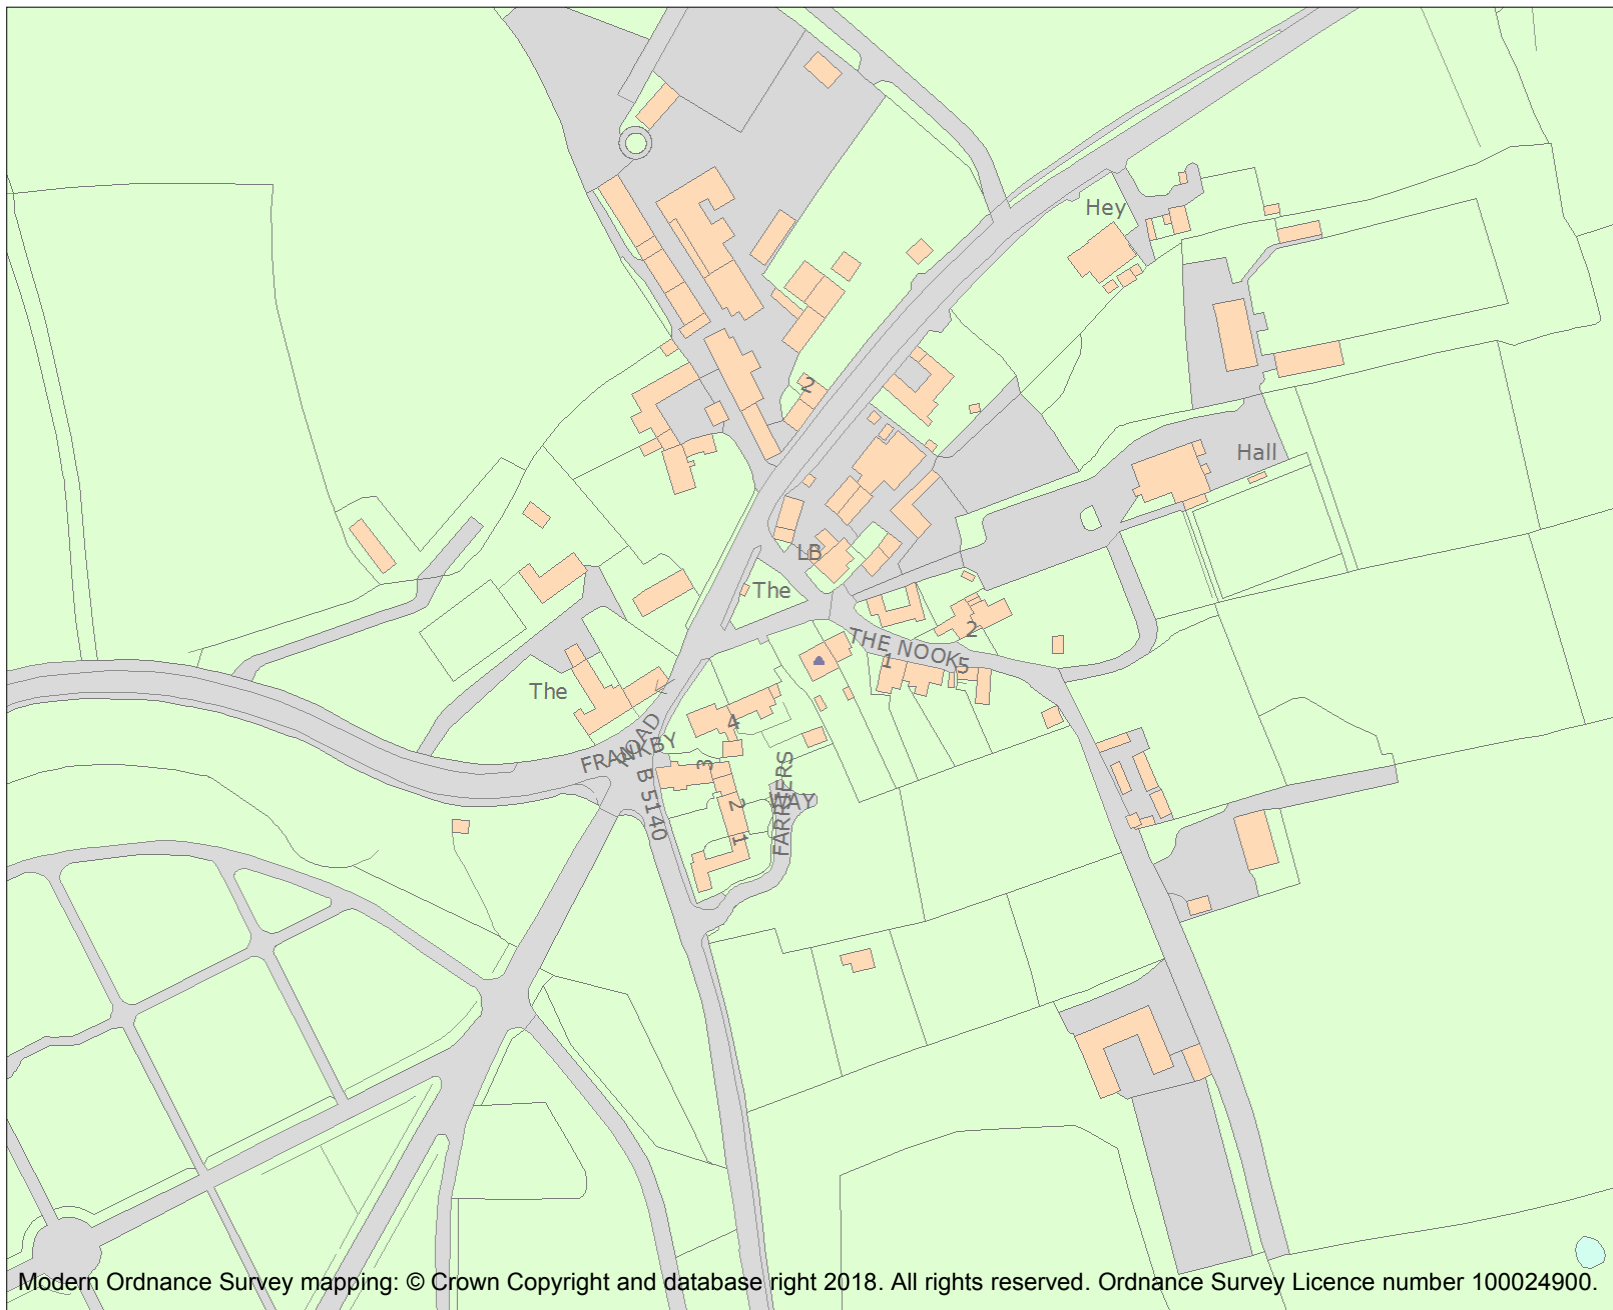 Hey
2
Hall
LB
The
THE NOOK
2
1
5
The
4
FRANKBY
ROAD
3
B 5140
FARRIERS
WAY
2
1
Modern Ordnance Survey mapping: © Crown Copyright and database right 2018. All rights reserved. Ordnance Survey Licence number 100024900.